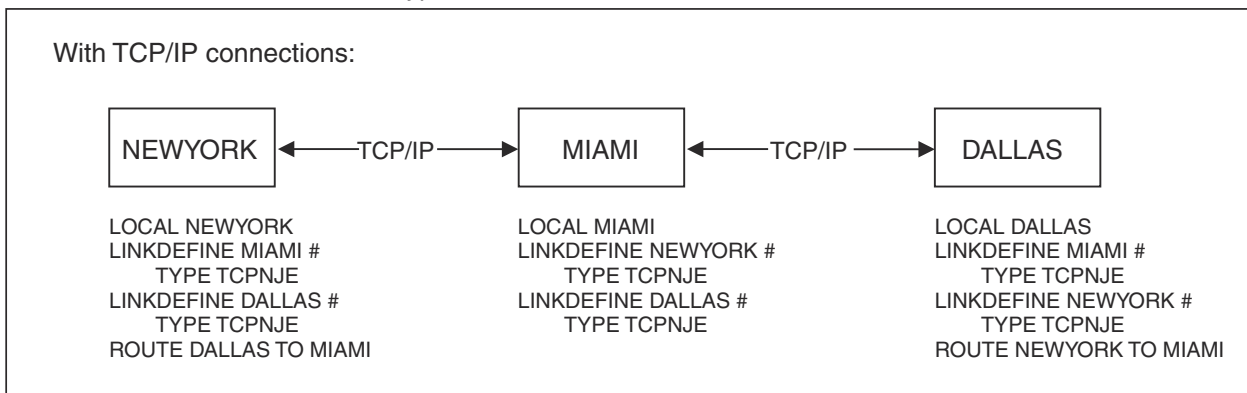 With TCP/IP connections:
NEWYORK
TCP/IP
MIAMI
TCP/IP
DALLAS
LOCAL NEWYORK
LINKDEFINE MIAMI #
TYPE TCPNJE
LINKDEFINE DALLAS #
TYPE TCPNJE
ROUTE DALLAS TO MIAMI
LOCAL MIAMI
LINKDEFINE NEWYORK #
TYPE TCPNJE
LINKDEFINE DALLAS #
TYPE TCPNJE
LOCAL DALLAS
LINKDEFINE MIAMI #
TYPE TCPNJE
LINKDEFINE NEWYORK #
TYPE TCPNJE
ROUTE NEWYORK TO MIAMI